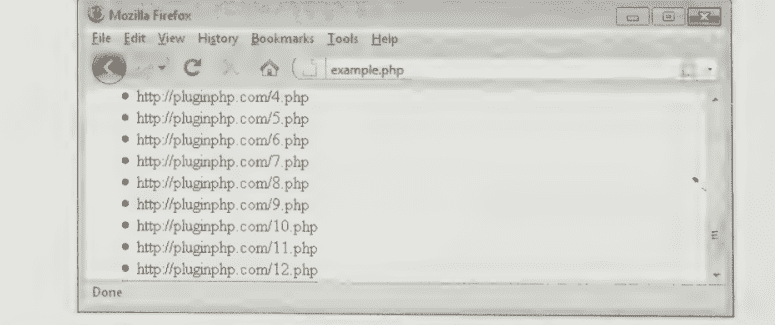 Mozilla Firefox
File Edit View History Bookmarks Tools Help
example.php
http://pluginphp.com/4.php
http://pluginphp.com/5.php
http://pluginphp.com/6.php
http://pluginphp.com/7.php
http://pluginphp.com/8.php
http://pluginphp.com/9.php
http://pluginphp.com/10.php
http://pluginphp.com/11.php
http://pluginphp.com/12.php
Done